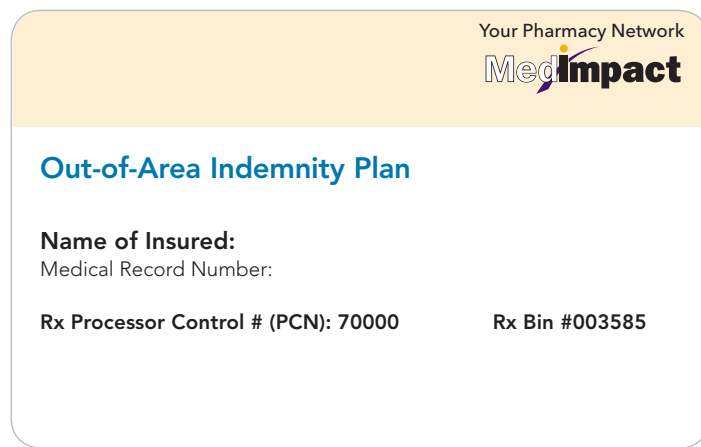 Your Pharmacy Network
MedImpact
Out-of-Area Indemnity Plan
Name of Insured:
Medical Record Number:
Rx Processor Control # (PCN): 70000 Rx Bin #003585